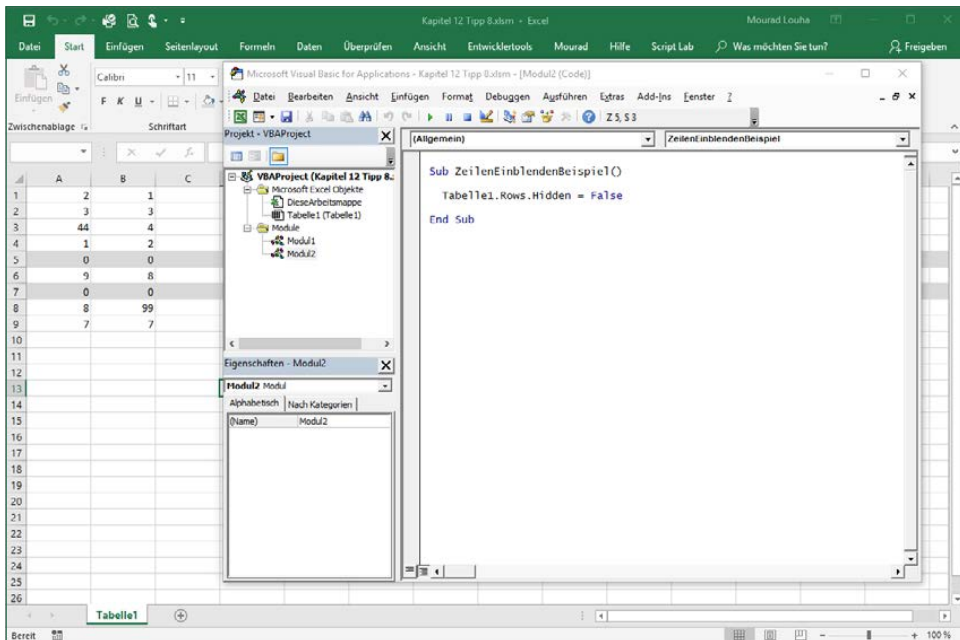 Kapitel 12 Tipp 8.xlsm - Excel
Mourad Louha
Datei Start Einfügen Seitenlayout Formeln Daten Überprüfen Ansicht Entwicklertools Mourad Hilfe Script Lab Was möchten Sie tun? Freigeben
Einfügen
Calibri 11
F K U
Zwischenablage Schriftart
Microsoft Visual Basic for Applications - Kapitel 12 Tipp 8.xlsm - [Modul2 (Code)]
Datei Bearbeiten Ansicht Einfügen Format Debuggen Ausführen Extras Add-Ins Fenster ?
Z 5, S 3
Projekt - VBAProject
VBAProject (Kapitel 12 Tipp 8.
Microsoft Excel Objekte
DieseArbeitsmappe
Tabelle1 (Tabelle1)
Module
Modul1
Modul2
Eigenschaften - Modul2
Modul2 Modul
Alphabetisch Nach Kategorien
(Name) Modul2
(Allgemein) ZeilenEinblendenBeispiel
Sub ZeilenEinblendenBeispiel()
Tabelle1.Rows.Hidden = False
End Sub
A B C
1 2 1
2 3 3
3 44 4
4 1 2
5 0 0
6 9 8
7 0 0
8 8 99
9 7 7
10
11
12
13
14
15
16
17
18
19
20
21
22
23
24
25
26
Tabelle1
Bereit 100 %